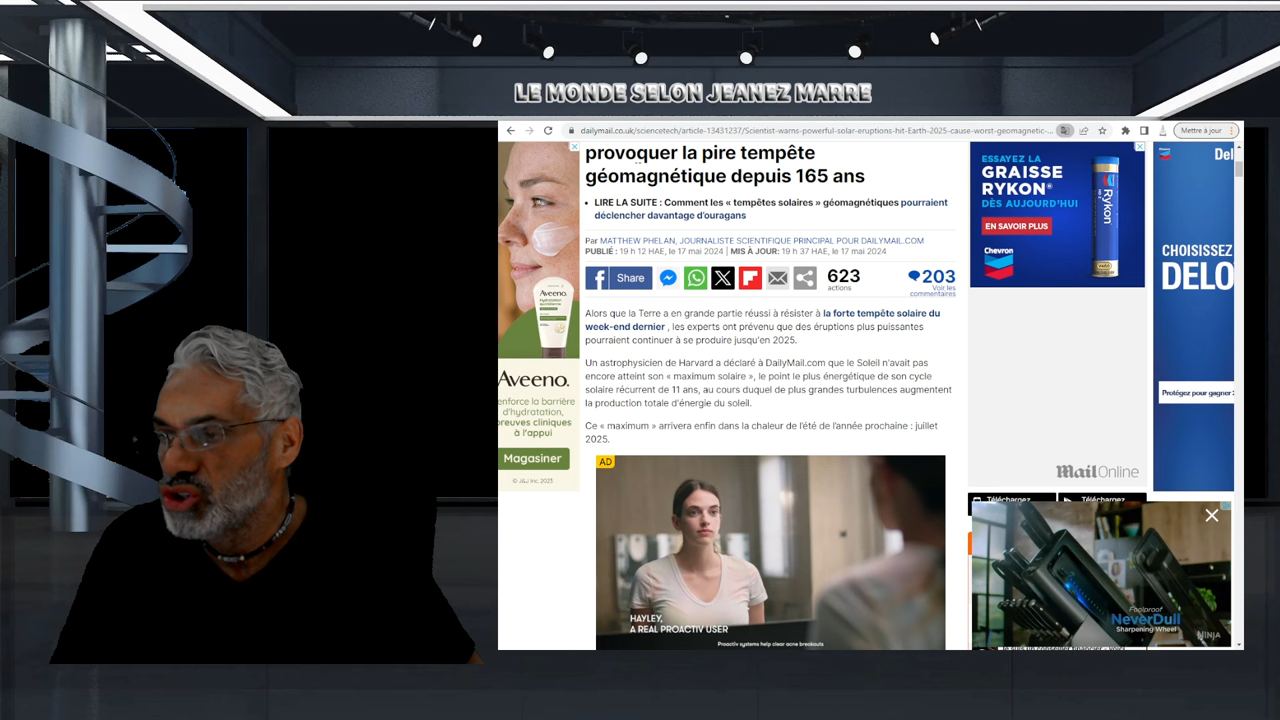 LE MONDE SELON JEANEZ MARRE
dailymail.co.uk/sciencetech/article-13431237/Scientist-warns-powerful-solar-eruptions-hit-Earth-2025-cause-worst-geomagnetic-...
Mettre à jour
provoquer la pire tempête
géomagnétique depuis 165 ans
• LIRE LA SUITE : Comment les « tempêtes solaires » géomagnétiques pourraient
déclencher davantage d'ouragans
Par MATTHEW PHELAN, JOURNALISTE SCIENTIFIQUE PRINCIPAL POUR DAILYMAIL.COM
PUBLIÉ : 19 h 12 HAE, le 17 mai 2024 | MIS À JOUR: 19 h 37 HAE, le 17 mai 2024
Share
623
actions
203
Voir les
commentaires
Alors que la Terre a en grande partie réussi à résister à la forte tempête solaire du
week-end dernier , les experts ont prévenu que des éruptions plus puissantes
pourraient continuer à se produire jusqu'en 2025.
Un astrophysicien de Harvard a déclaré à DailyMail.com que le Soleil n'avait pas
encore atteint son « maximum solaire », le point le plus énergétique de son cycle
solaire récurrent de 11 ans, au cours duquel de plus grandes turbulences augmentent
la production totale d'énergie du soleil.
Ce « maximum » arrivera enfin dans la chaleur de l'été de l'année prochaine : juillet
2025.
AD
HAYLEY,
A REAL PROACTIV USER
Proactiv systems help clear acne breakouts
Aveeno.
Aveeno.
enforce la barrière
d'hydratation,
preuves cliniques
à l'appui
Magasiner
© J&J Inc. 2023
ESSAYEZ LA
GRAISSE
RYKON®
DÈS AUJOURD'HUI
EN SAVOIR PLUS
Chevron
Rykon
Del
CHOISISSEZ
DELO
Protégez pour gagner
MailOnline
Téléchargez
Téléchargez
Foolproof
NeverDull
Sharpening Wheel
NINJA